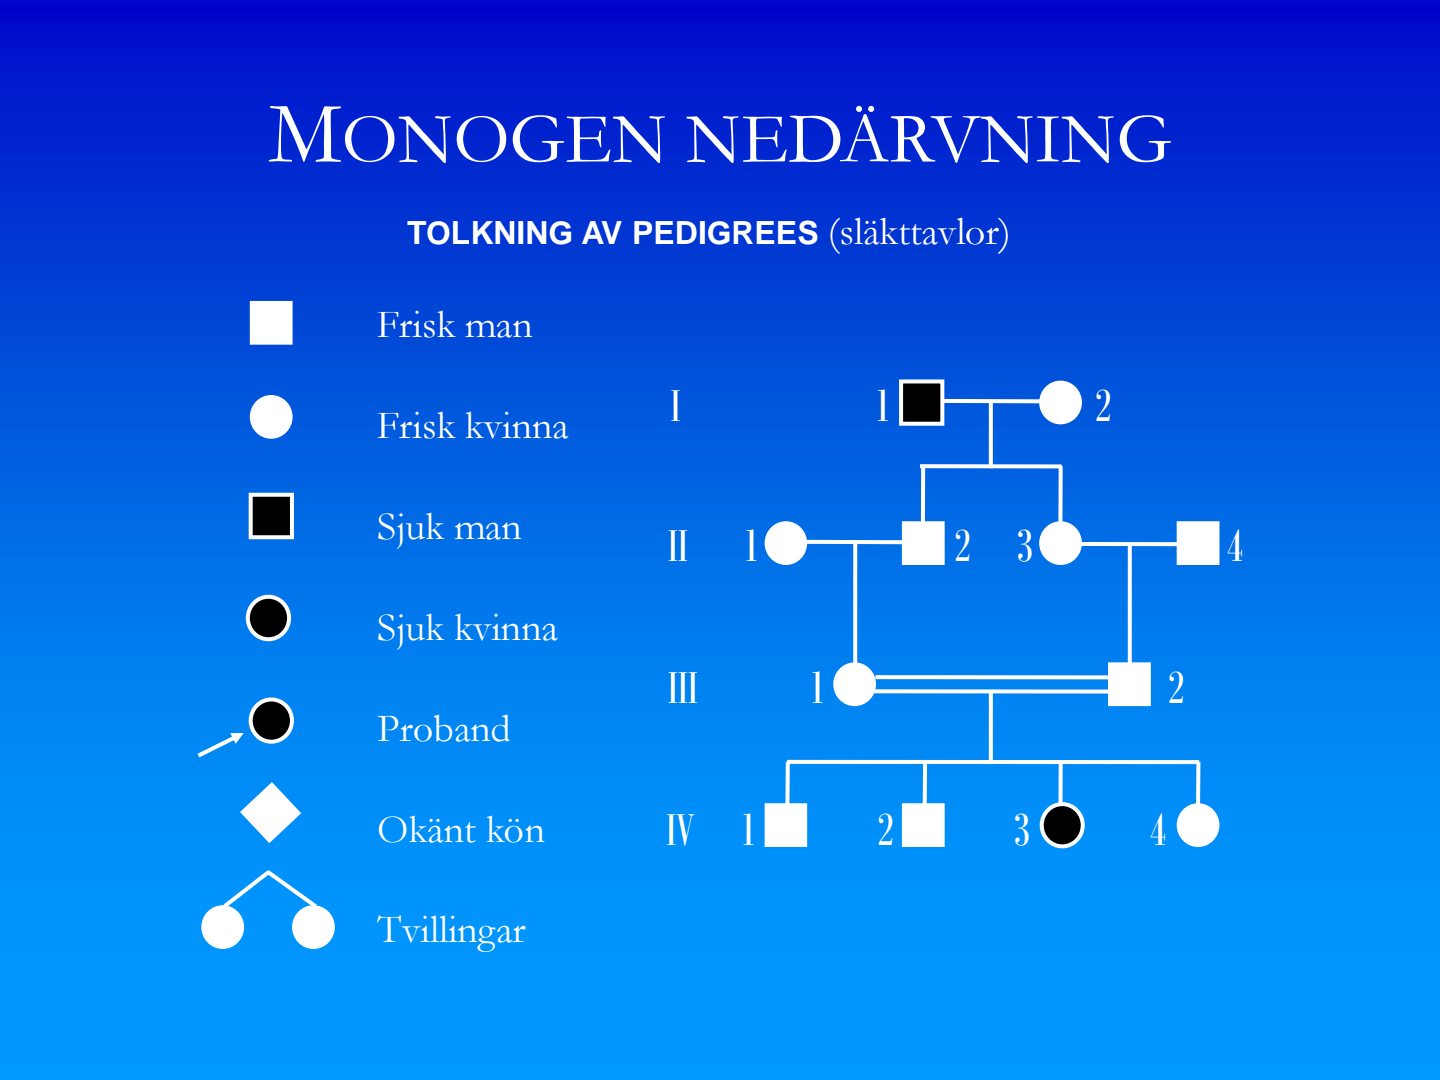 MONOGEN NEDÄRVNING
TOLKNING AV PEDIGREES (släkttavlor)
Frisk man
Frisk kvinna
Sjuk man
Sjuk kvinna
Proband
Okänt kön
Tvillingar
I 1 2
II 1 2 3 4
III 1 2
IV 1 2 3 4